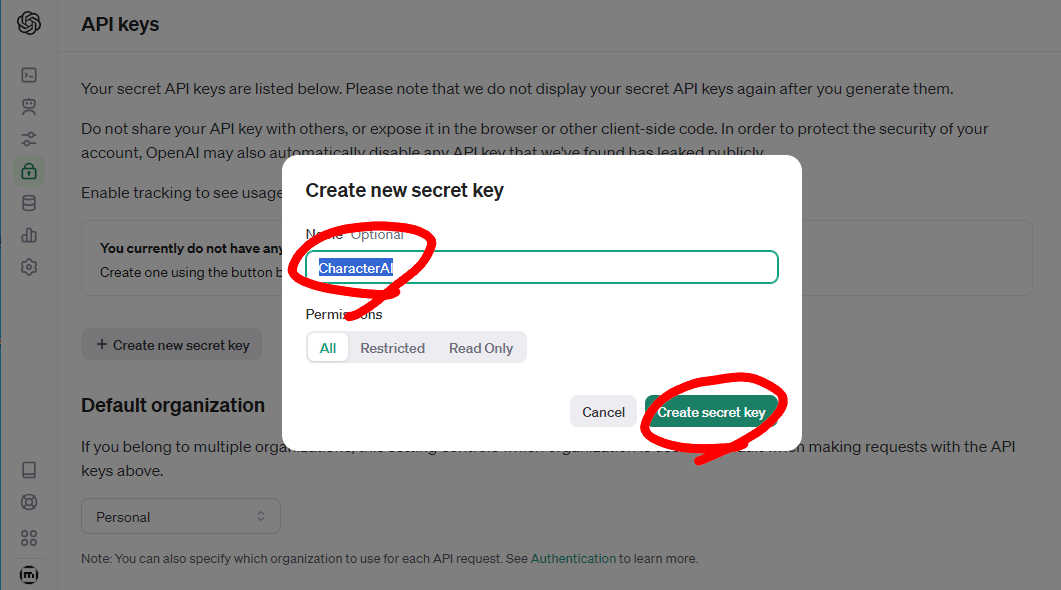 API keys
Your secret API keys are listed below. Please note that we do not display your secret API keys again after you generate them.
Do not share your API key with others, or expose it in the browser or other client-side code. In order to protect the security of your
account, OpenAI may also automatically disable any API key that we've found has leaked publicly.
Enable tracking to see usage
Create new secret key
Name Optional
You currently do not have any
CharacterAI
Create one using the button b
Permissions
+ Create new secret key
All Restricted Read Only
Default organization
Cancel Create secret key
If you belong to multiple when making requests with the API
keys above.
Personal
Note: You can also specify which organization to use for each API request. See Authentication to learn more.